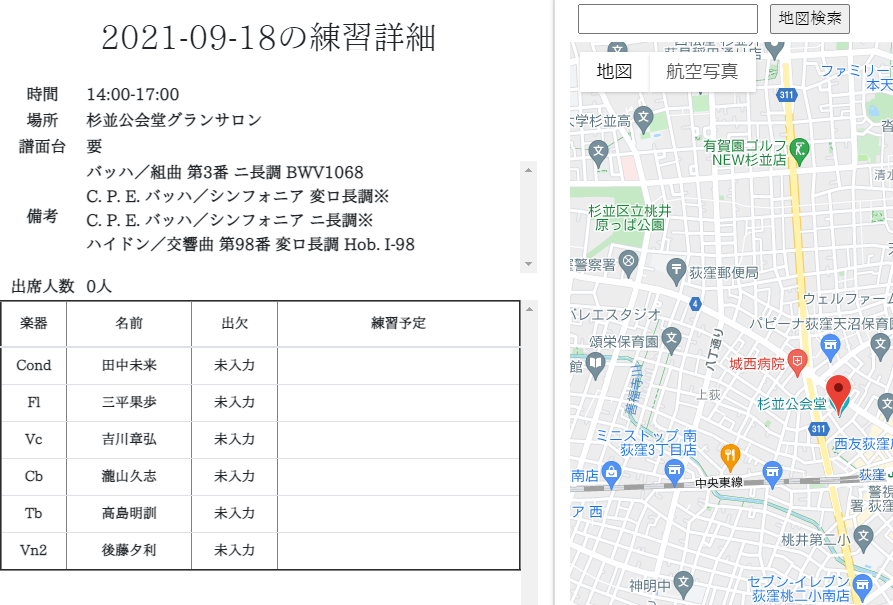 2021-09-18の練習詳細
時間 14:00-17:00
場所 杉並公会堂グランサロン
譜面台 要
備考
バッハ／組曲 第3番 ニ長調 BWV1068
C. P. E. バッハ／シンフォニア 変ロ長調※
C. P. E. バッハ／シンフォニア ニ長調※
ハイドン／交響曲 第98番 変ロ長調 Hob. I-98
出席人数 0人
楽器 名前 出欠 練習予定
Cond 田中未来 未入力
Fl 三平果歩 未入力
Vc 吉川章弘 未入力
Cb 瀧山久志 未入力
Tb 高島明訓 未入力
Vn2 後藤夕利 未入力
地図検索
地図 航空写真
ファミリー
本天
311
大学杉並高
有賀園ゴルフ
NEW杉並店
清水
杉並区立桃井
原っぱ公園
警察署
荻窪郵便局
4
ウェルフーム
バレエスタジオ
パピーナ荻窪天沼保育園
頌栄保育園
八丁通り
館
城西病院
善福寺川
上荻
杉並公会堂
311
ミニストップ 南
荻窪3丁目店
西友荻窪
南店
中央東線
荻窪
警視
署 荻窪
ア 西
桃井第二小
神明中
セブン-イレブン
荻窪桃二小南店